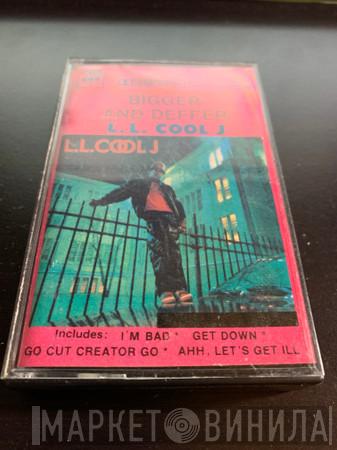 BIGGER
AND DEFFER
L.L. COOL J
L.L.COOL J
Includes: I'M BAD * GET DOWN *
GO CUT CREATOR GO * AHH, LET'S GET ILL
МАРКЕТ ВИНИЛА